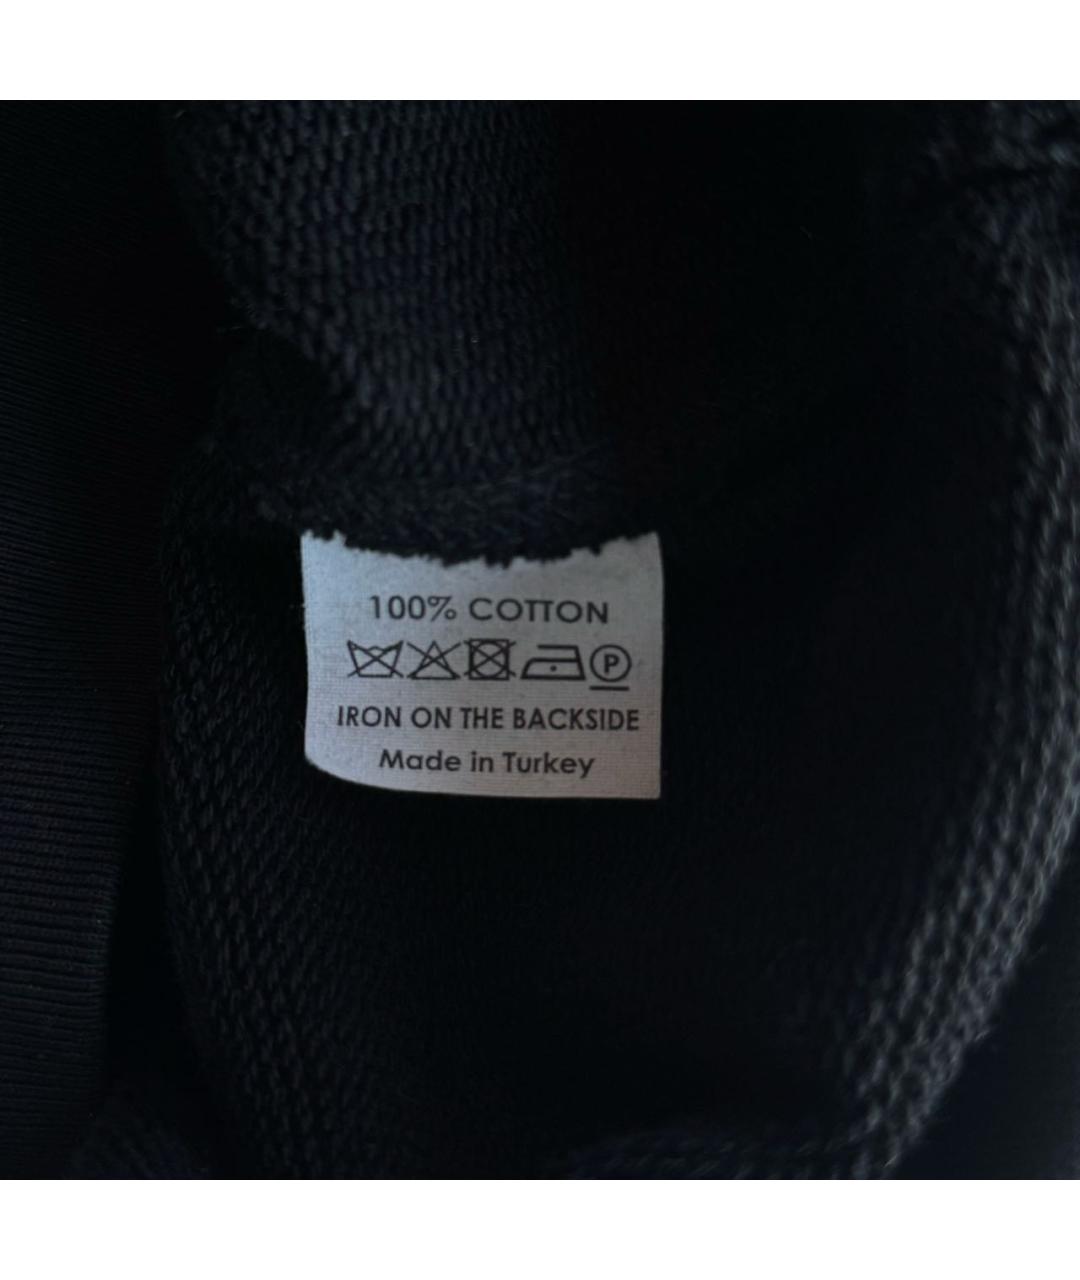 100% COTTON
P
IRON ON THE BACKSIDE
Made in Turkey